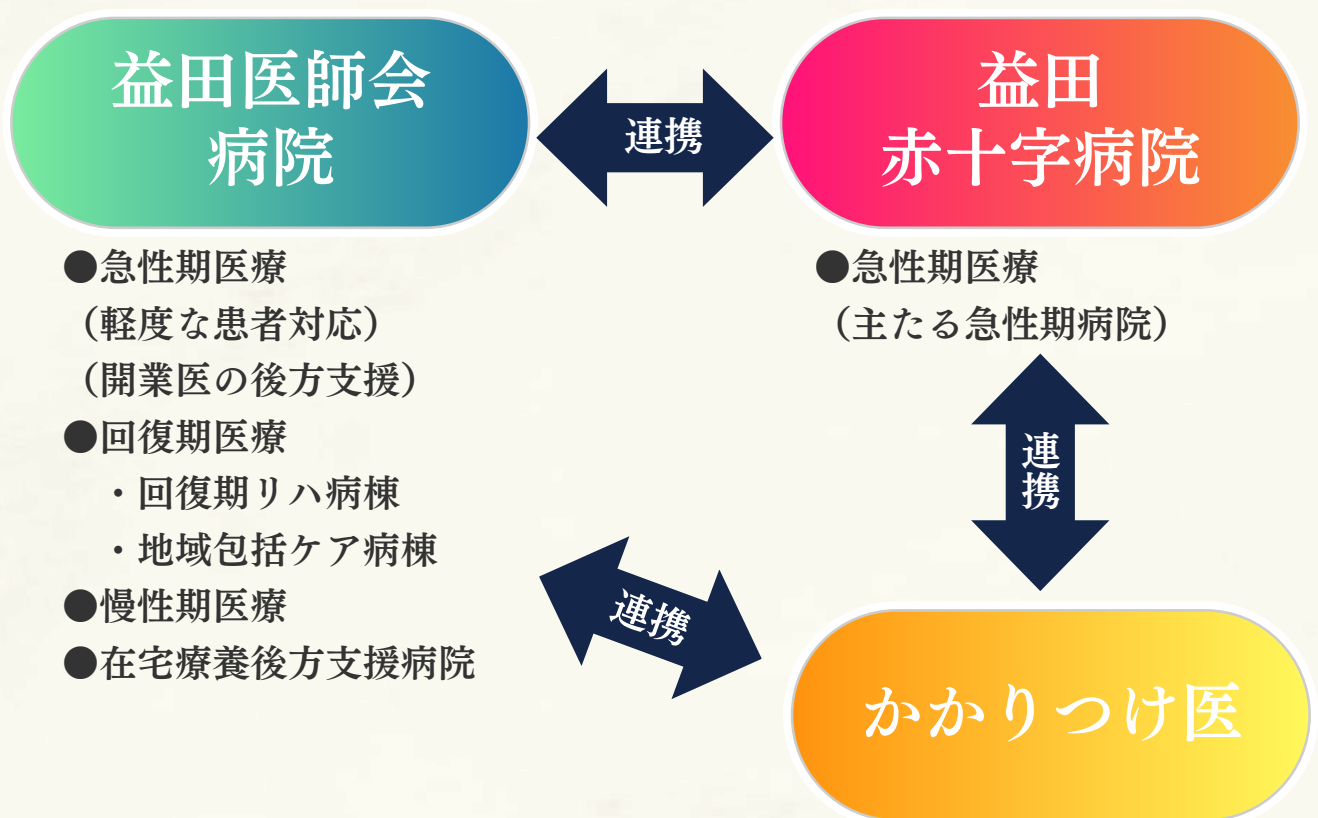 益田医師会
病院
連携
益田
赤十字病院
●急性期医療
（軽度な患者対応）
（開業医の後方支援）
●回復期医療
・回復期リハ病棟
・地域包括ケア病棟
●慢性期医療
●在宅療養後方支援病院
●急性期医療
（主たる急性期病院）
連携
連携
かかりつけ医